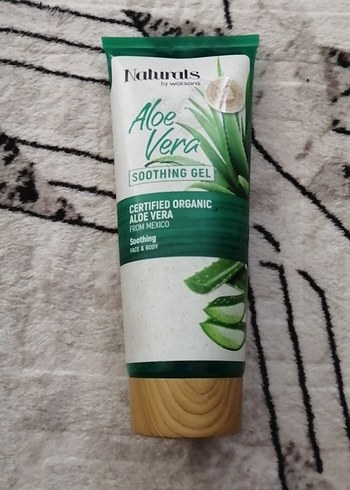 Naturals
by watsons
Aloe
Vera
SOOTHING GEL
CERTIFIED ORGANIC
ALOE VERA
FROM MEXICO
Soothing
FACE & BODY